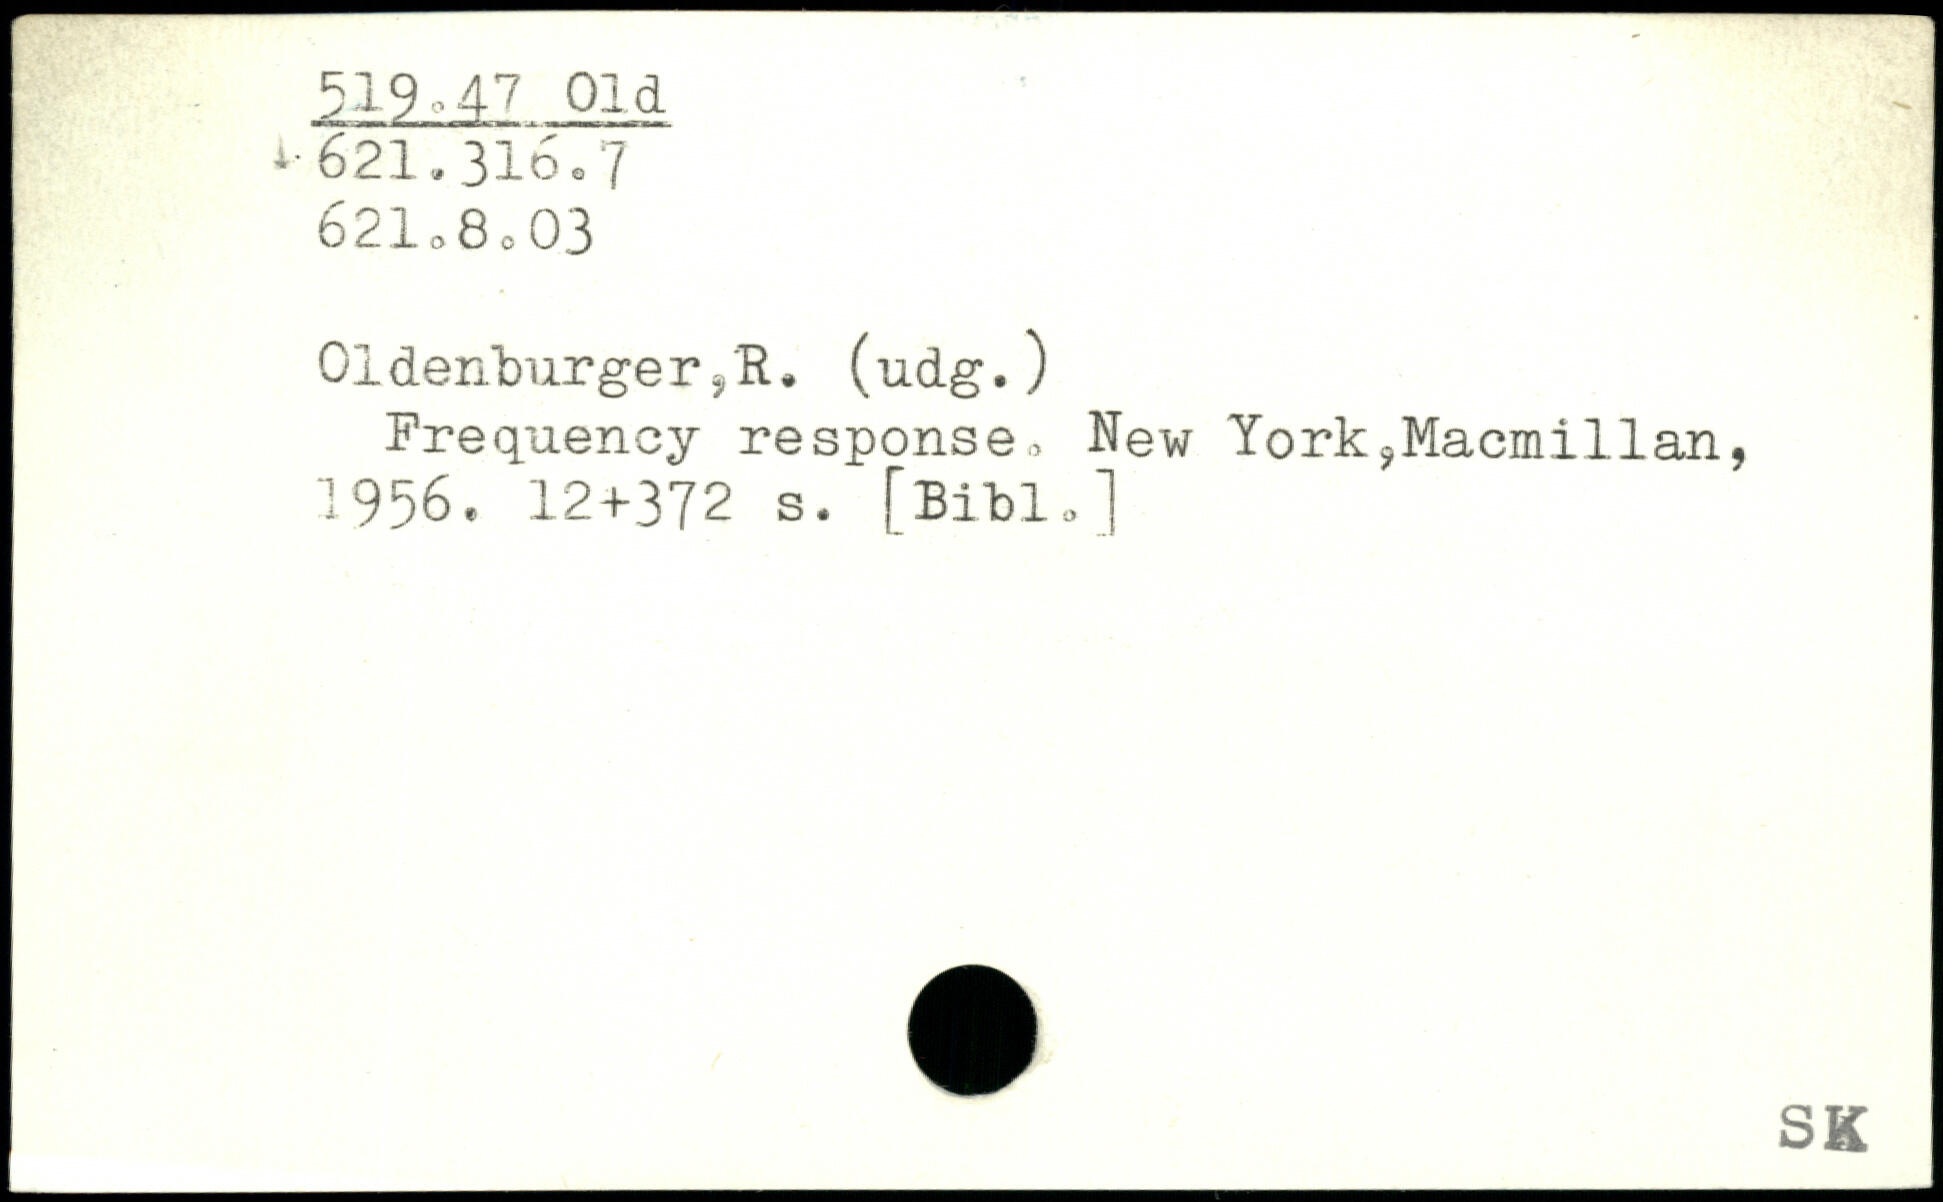 519.47 Old
621.316.7
621.8.03
Oldenburger,R. (udg.)
Frequency response. New York,Macmillan,
1956. 12+372 s. [Bibl.]
SK